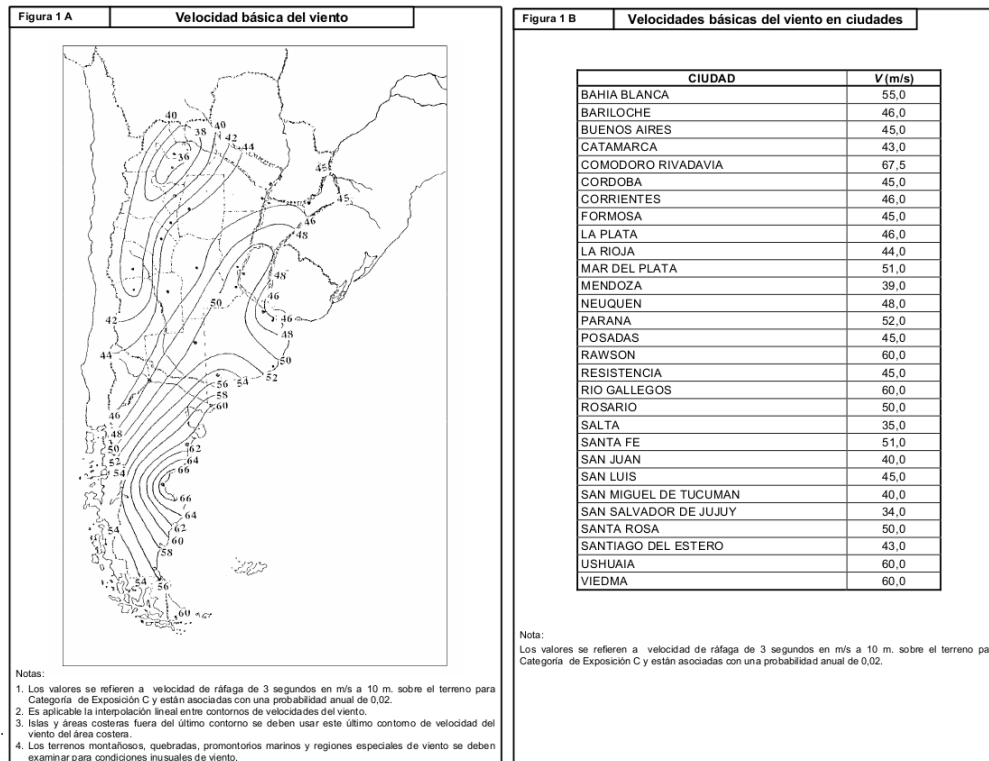 Figura 1 A
Velocidad básica del viento
40
38
40
42
44
36
45
45
46
48
48
46
46
48
50
50
52
42
44
54
56
58
60
46
48
50
52
54
62
64
66
66
64
62
60
58
54
54
56
60
Notas:
1. Los valores se refieren a velocidad de ráfaga de 3 segundos en m/s a 10 m. sobre el terreno para
Categoría de Exposición C y están asociadas con una probabilidad anual de 0,02.
2. Es aplicable la interpolación lineal entre contornos de velocidades del viento.
3. Islas y áreas costeras fuera del último contorno se deben usar este último contorno de velocidad del
viento del área costera.
4. Los terrenos montañosos, quebradas, promontorios marinos y regiones especiales de viento se deben
examinar para condiciones inusuales de viento.
Figura 1 B
Velocidades básicas del viento en ciudades
CIUDAD V (m/s)
BAHIA BLANCA 55,0
BARILOCHE 46,0
BUENOS AIRES 45,0
CATAMARCA 43,0
COMODORO RIVADAVIA 67,5
CORDOBA 45,0
CORRIENTES 46,0
FORMOSA 45,0
LA PLATA 46,0
LA RIOJA 44,0
MAR DEL PLATA 51,0
MENDOZA 39,0
NEUQUEN 48,0
PARANA 52,0
POSADAS 45,0
RAWSON 60,0
RESISTENCIA 45,0
RIO GALLEGOS 60,0
ROSARIO 50,0
SALTA 35,0
SANTA FE 51,0
SAN JUAN 40,0
SAN LUIS 45,0
SAN MIGUEL DE TUCUMAN 40,0
SAN SALVADOR DE JUJUY 34,0
SANTA ROSA 50,0
SANTIAGO DEL ESTERO 43,0
USHUAIA 60,0
VIEDMA 60,0
Nota:
Los valores se refieren a velocidad de ráfaga de 3 segundos en m/s a 10 m. sobre el terreno pa
Categoría de Exposición C y están asociadas con una probabilidad anual de 0,02.